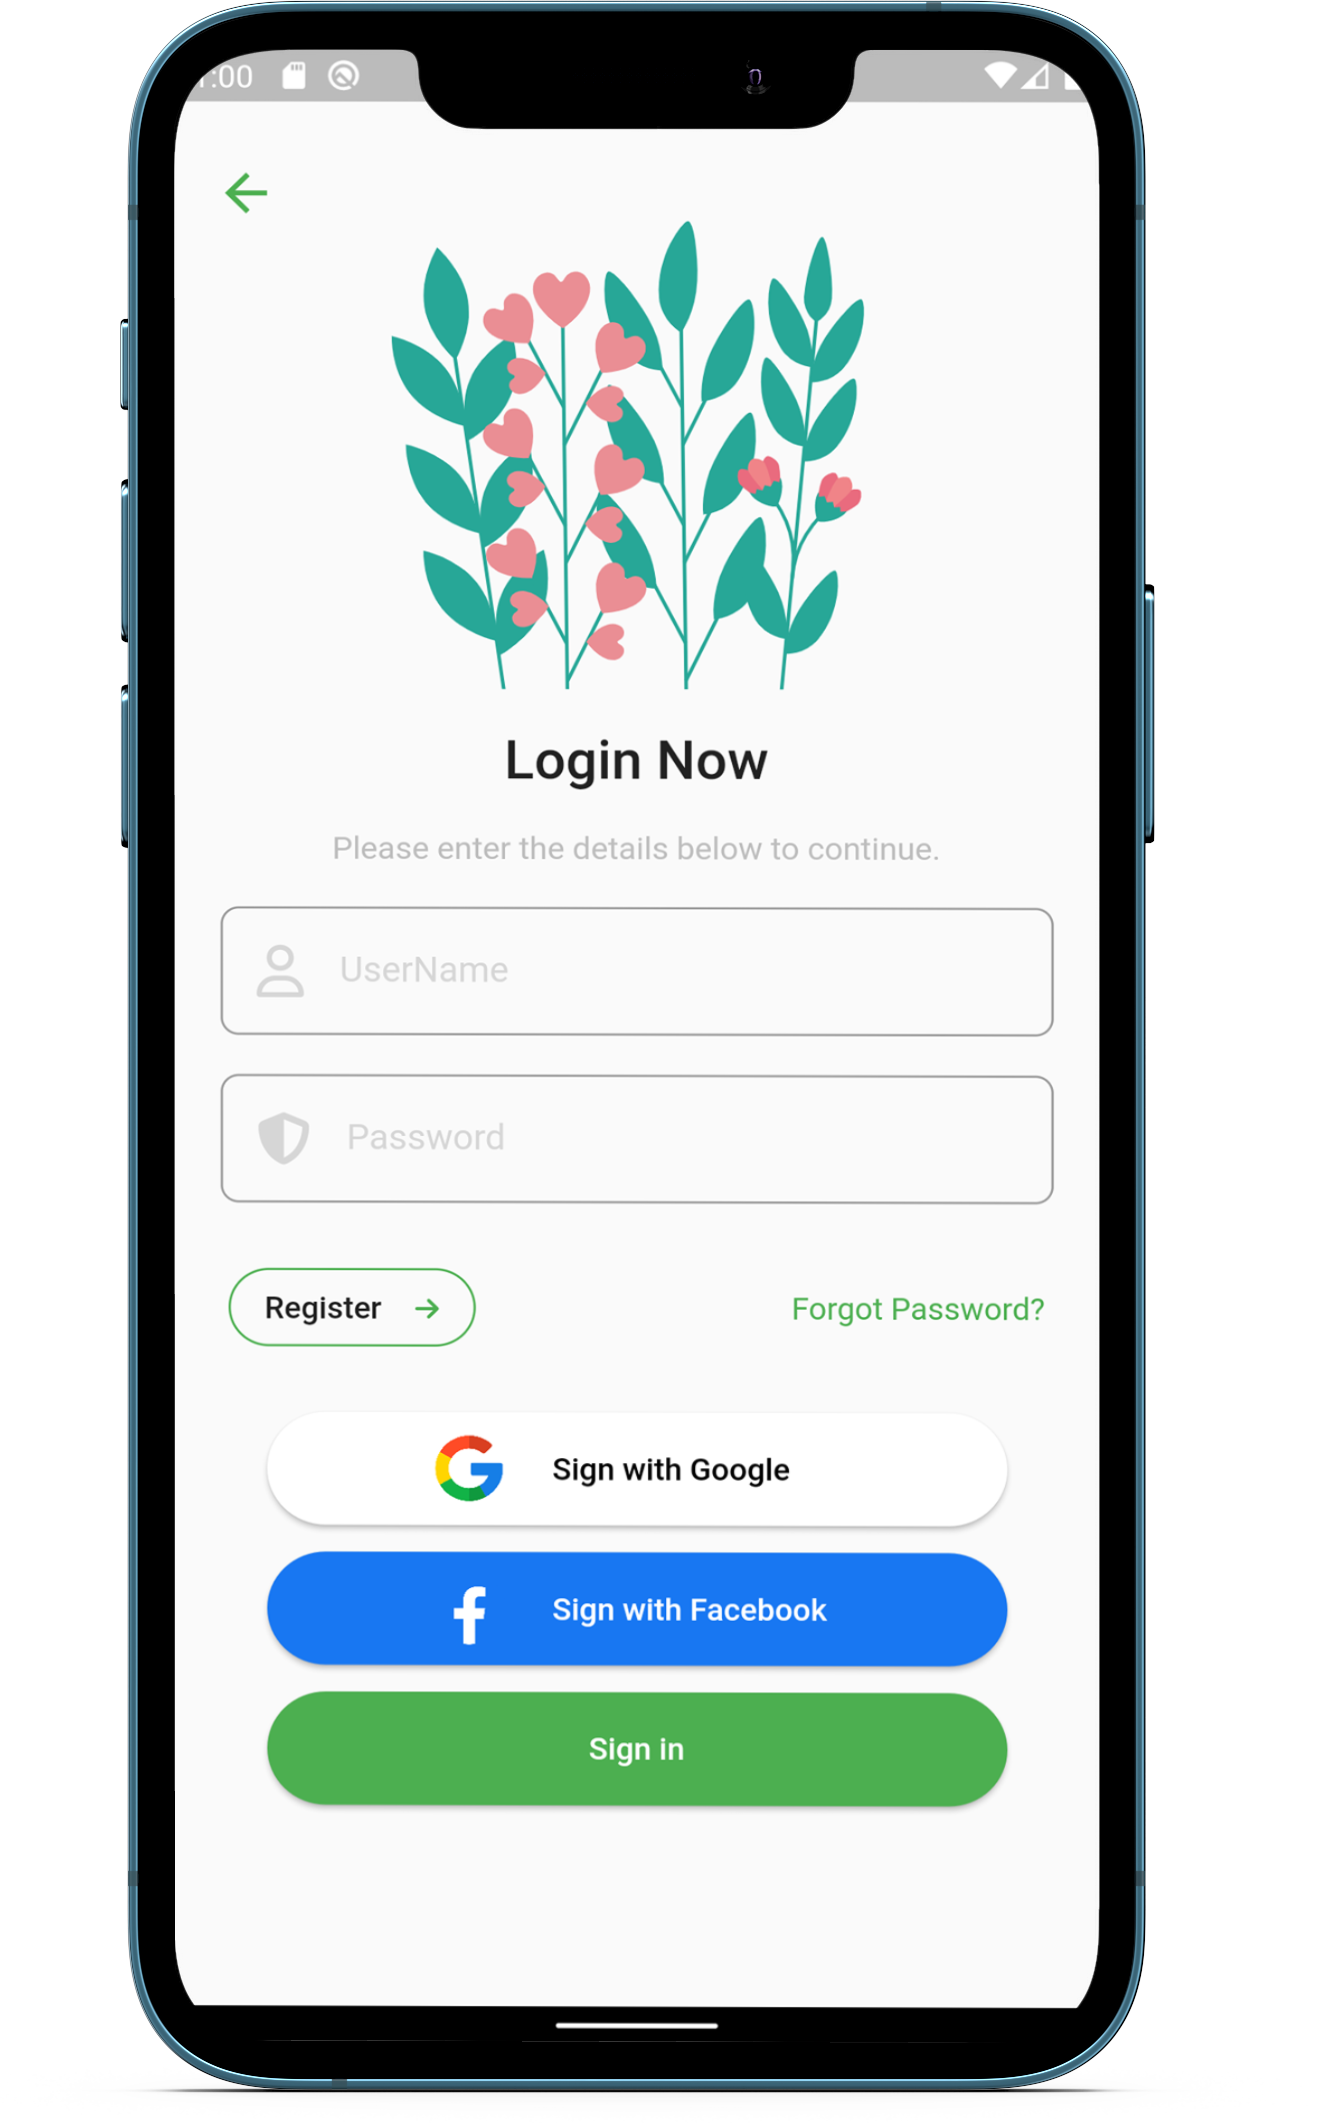 :00
Login Now
Please enter the details below to continue.
UserName
Password
Register
Forgot Password?
Sign with Google
Sign with Facebook
Sign in